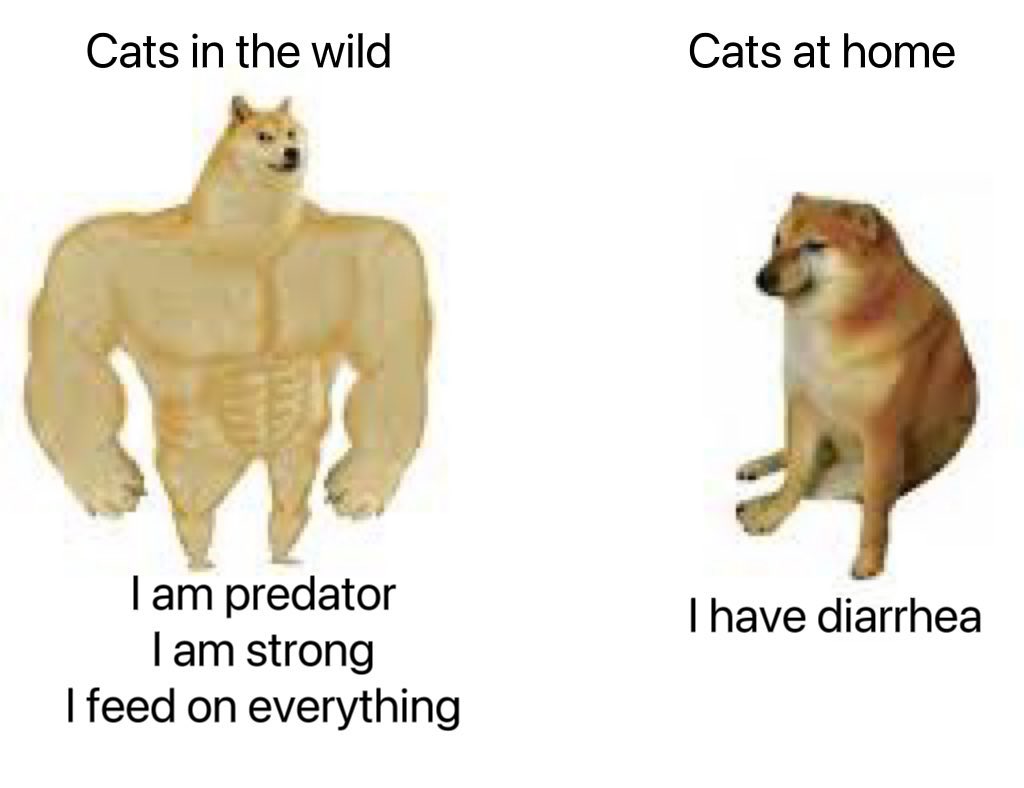 Cats in the wild
Cats at home
I am predator
I am strong
I feed on everything
I have diarrhea